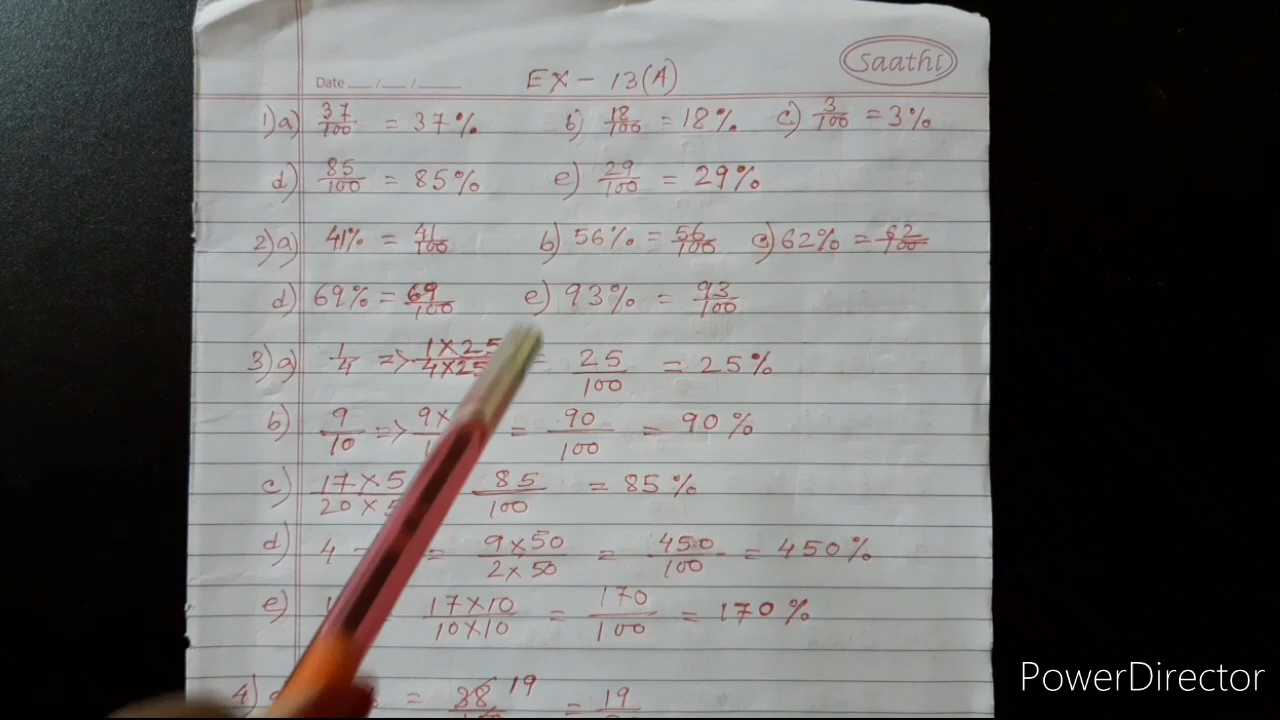 Saathi
Date ___/___/_____ EX - 13(A)
1) a) 37/100 = 37% b) 18/100 = 18% c) 3/100 = 3%
d) 85/100 = 85% e) 29/100 = 29%
2) a) 41% = 41/100 b) 56% = 56/100 c) 62% = 62/100
d) 69% = 69/100 e) 93% = 93/100
3) a) 1/4 => 1×25/4×25 = 25/100 = 25%
b) 9/10 => 9× = 90/100 = 90%
c) 17×5/20×5 85/100 = 85%
d) 4 = 9×50/2×50 = 450/100 = 450%
e) 17×10/10×10 = 170/100 = 170%
4) = 19 = 19
PowerDirector